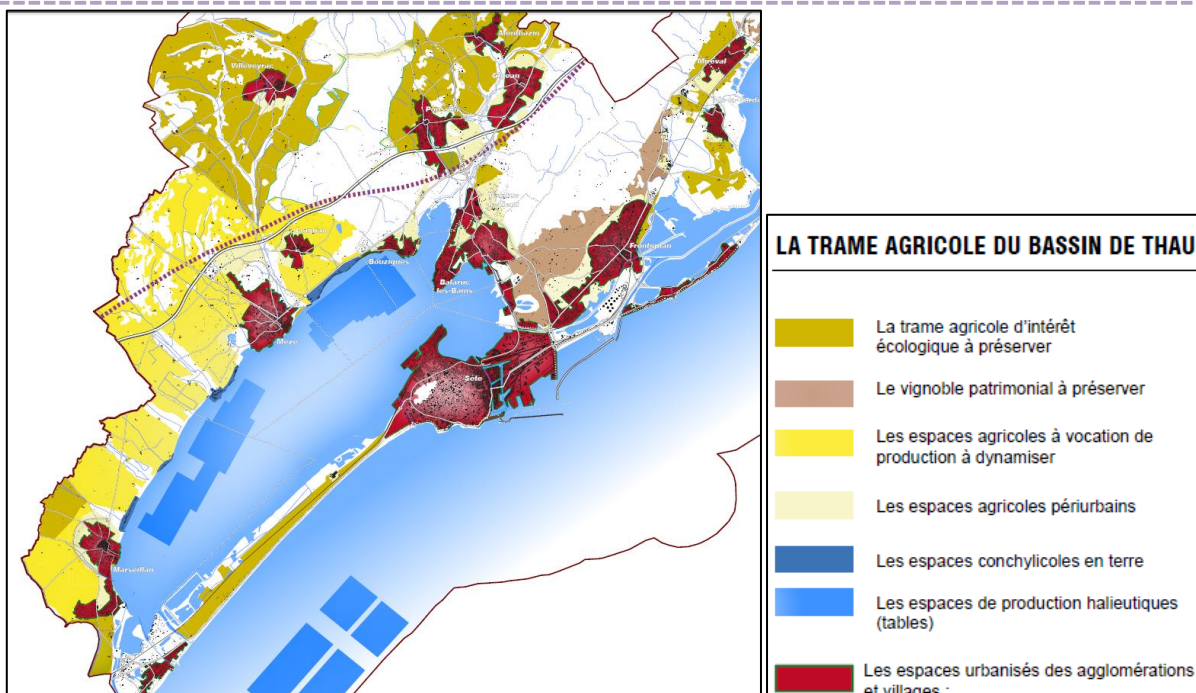 Montbazin
Villeveyrac
Gigean
Mireval
Loupian
Bouzigues
Frontignan
Balaruc
les-Bains
Mèze
Sète
Marseillan
LA TRAME AGRICOLE DU BASSIN DE THAU
La trame agricole d'intérêt
écologique à préserver
Le vignoble patrimonial à préserver
Les espaces agricoles à vocation de
production à dynamiser
Les espaces agricoles périurbains
Les espaces conchylicoles en terre
Les espaces de production halieutiques
(tables)
Les espaces urbanisés des agglomérations
et villages :